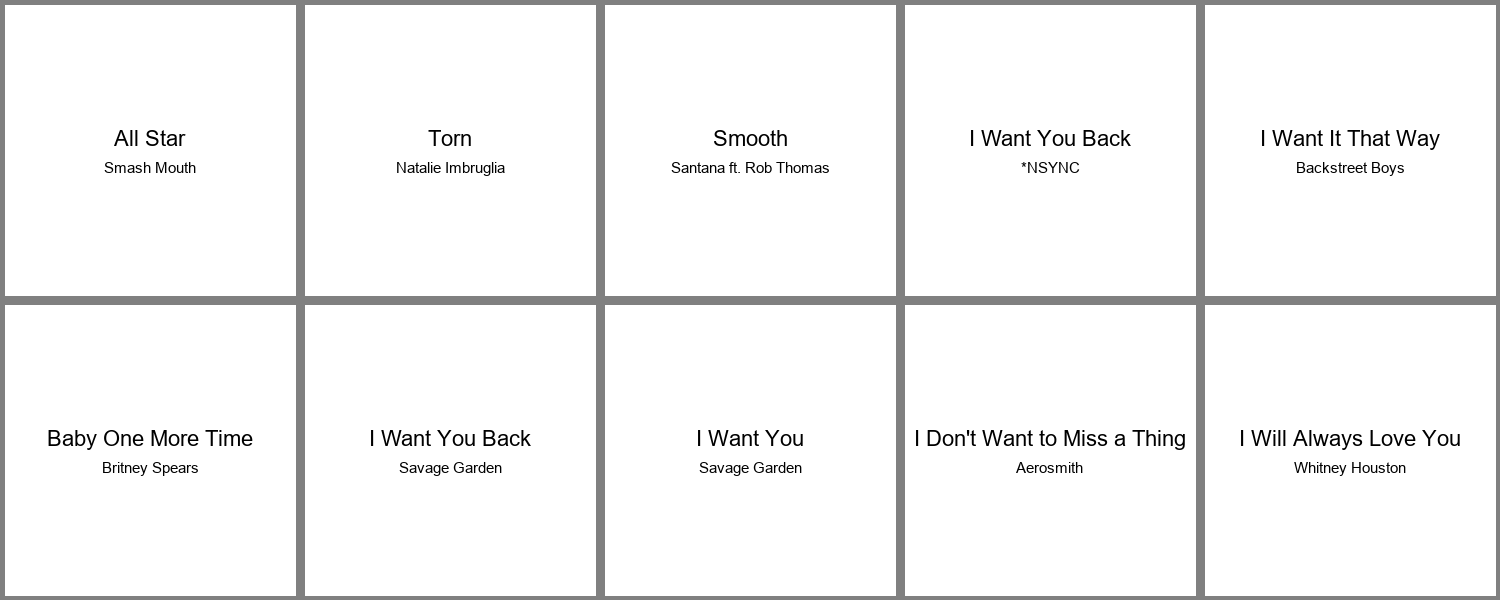 All Star
Smash Mouth
Torn
Natalie Imbruglia
Smooth
Santana ft. Rob Thomas
I Want You Back
*NSYNC
I Want It That Way
Backstreet Boys
Baby One More Time
Britney Spears
I Want You Back
Savage Garden
I Want You
Savage Garden
I Don't Want to Miss a Thing
Aerosmith
I Will Always Love You
Whitney Houston